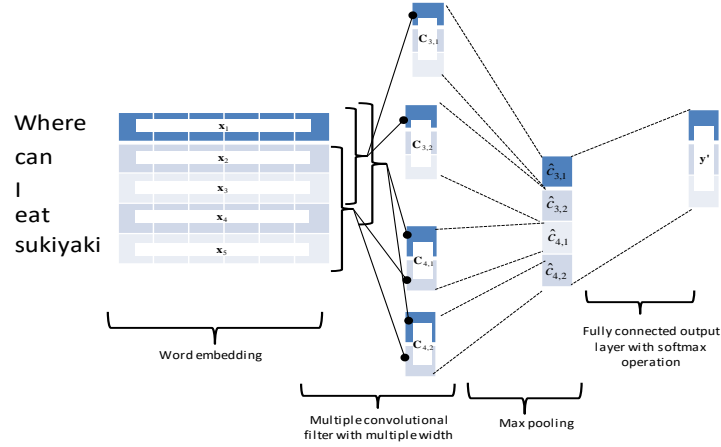 Where
can
I
eat
sukiyaki
x₁
x₂
x₃
x₄
x₅
C₃,₁
C₃,₂
C₄,₁
C₄,₂
ĉ₃,₁
ĉ₃,₂
ĉ₄,₁
ĉ₄,₂
y'
Word embedding
Multiple convolutional
filter with multiple width
Max pooling
Fully connected output
layer with softmax
operation